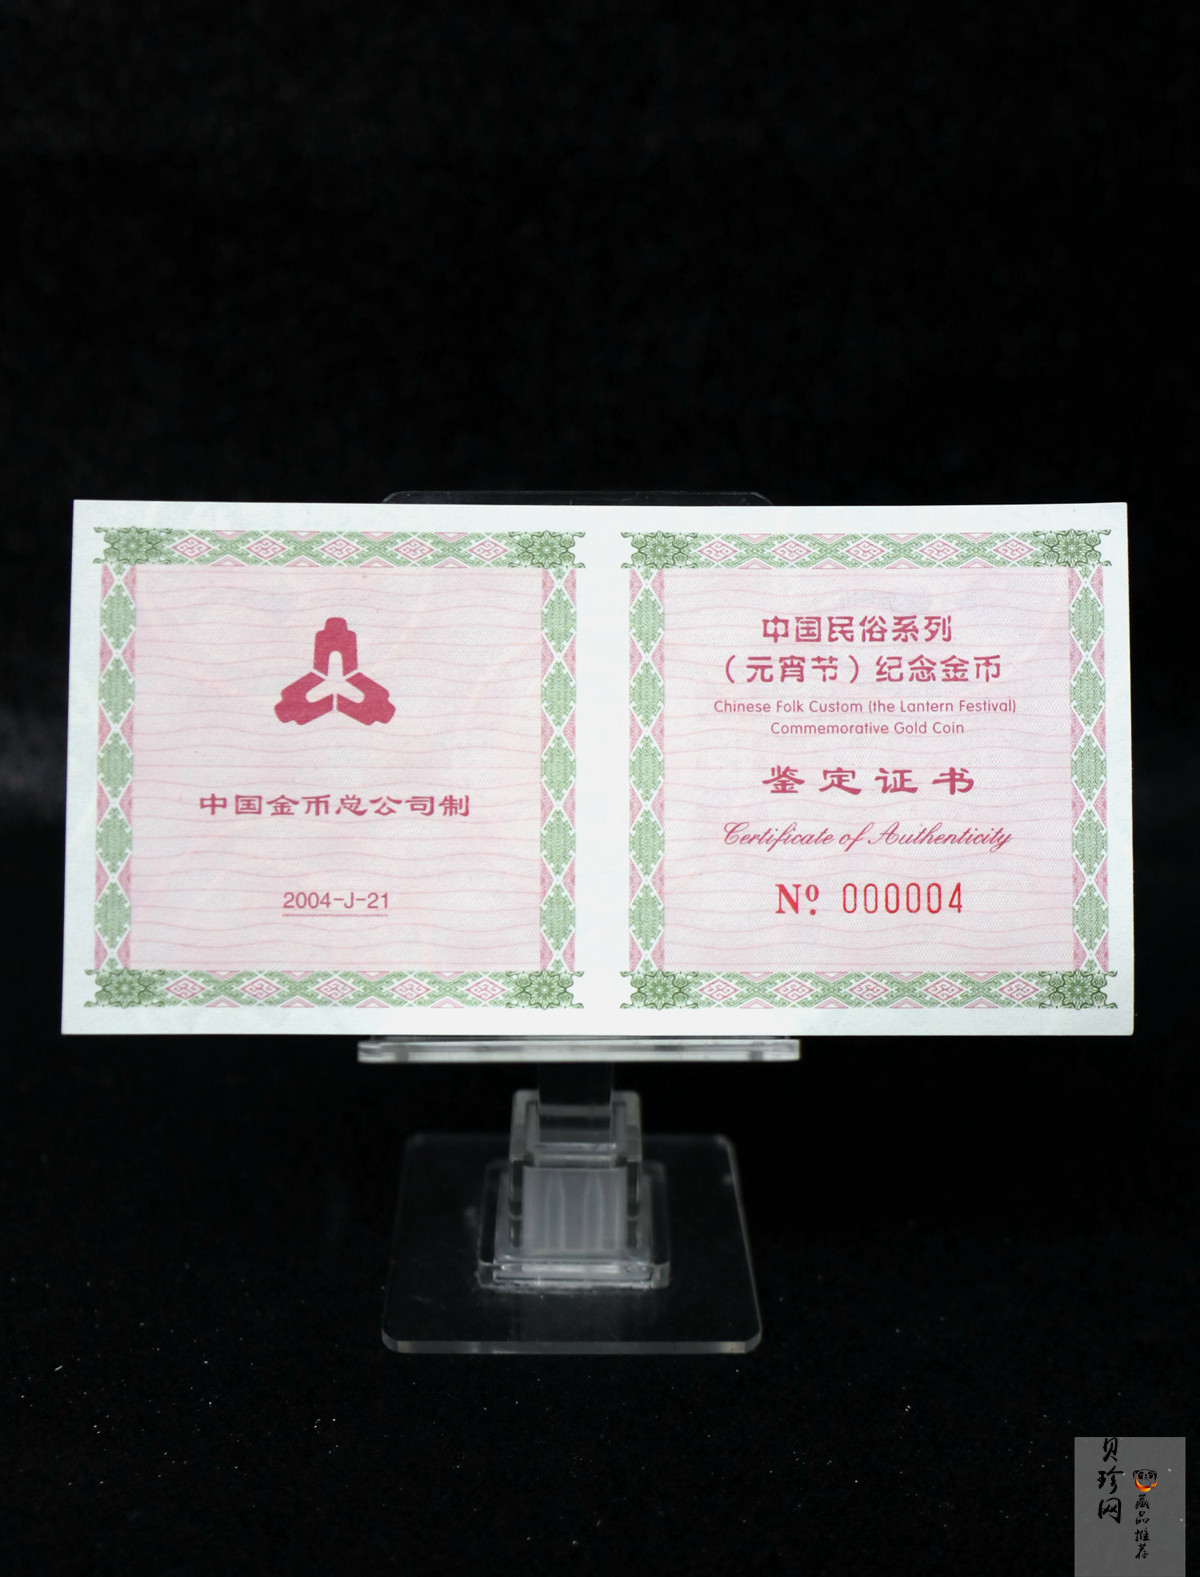 中国金币总公司制
2004-J-21
中国民俗系列
（元宵节）纪念金币
Chinese Folk Custom (the Lantern Festival)
Commemorative Gold Coin
鉴定证书
Certificate of Authenticity
Nº 000004
贝珍网
藏品推荐